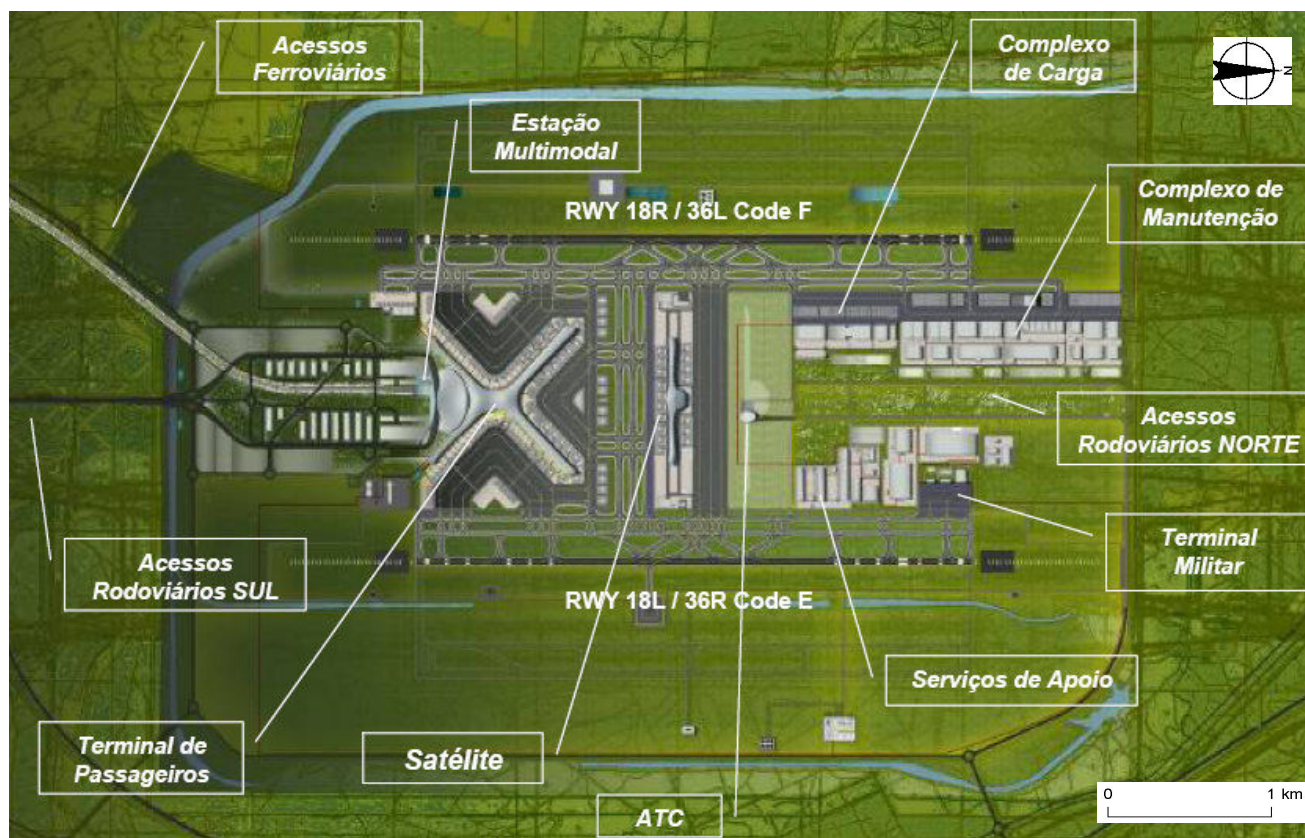 Acessos
Ferroviários
Complexo
de Carga
N
Estação
Multimodal
Complexo de
Manutenção
RWY 18R / 36L Code F
Acessos
Rodoviários NORTE
Acessos
Rodoviários SUL
Terminal
Militar
RWY 18L / 36R Code E
Serviços de Apoio
Terminal de
Passageiros
Satélite
ATC
0 1 km